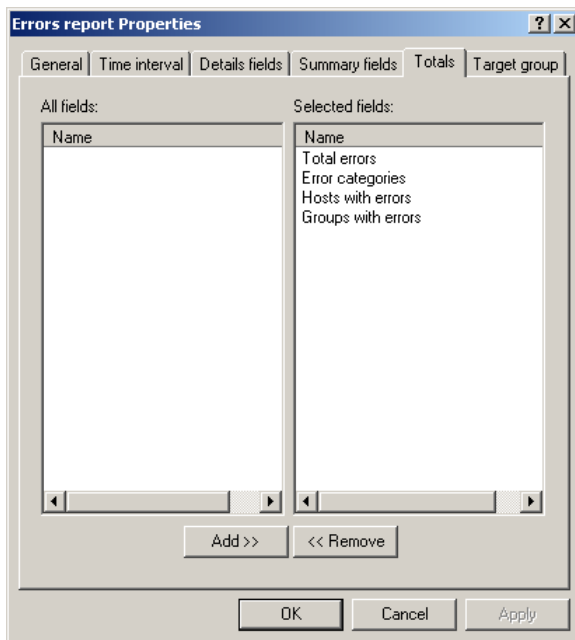 Errors report Properties
General Time interval Details fields Summary fields Totals Target group
All fields: Selected fields:
Name Name
Total errors
Error categories
Hosts with errors
Groups with errors
Add >> << Remove
OK Cancel Apply